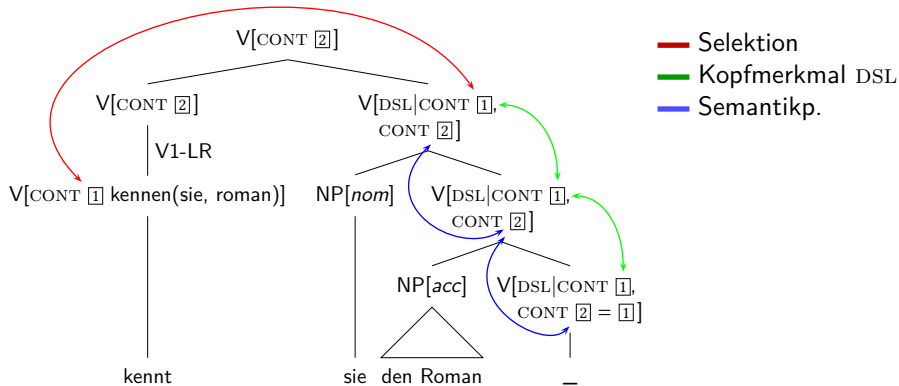 V[CONT 2]
Selektion
Kopfmerkmal DSL
Semantikp.
V[CONT 2]
V[DSL|CONT 1,
CONT 2]
V1-LR
V[CONT 1 kennen(sie, roman)]
NP[nom]
V[DSL|CONT 1,
CONT 2]
NP[acc]
V[DSL|CONT 1,
CONT 2 = 1]
kennt
sie
den Roman
_